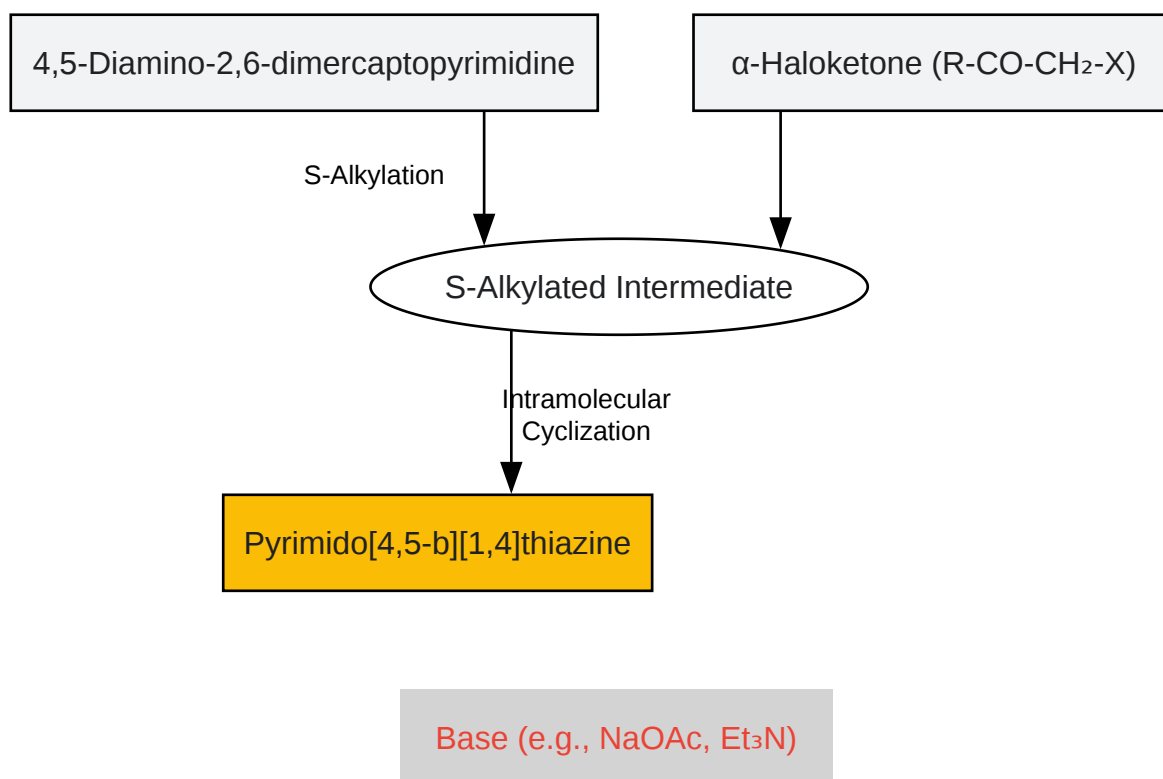 4,5-Diamino-2,6-dimercaptopyrimidine
α-Haloketone (R-CO-CH₂-X)
S-Alkylation
S-Alkylated Intermediate
Intramolecular
Cyclization
Pyrimido[4,5-b][1,4]thiazine
Base (e.g., NaOAc, Et₃N)